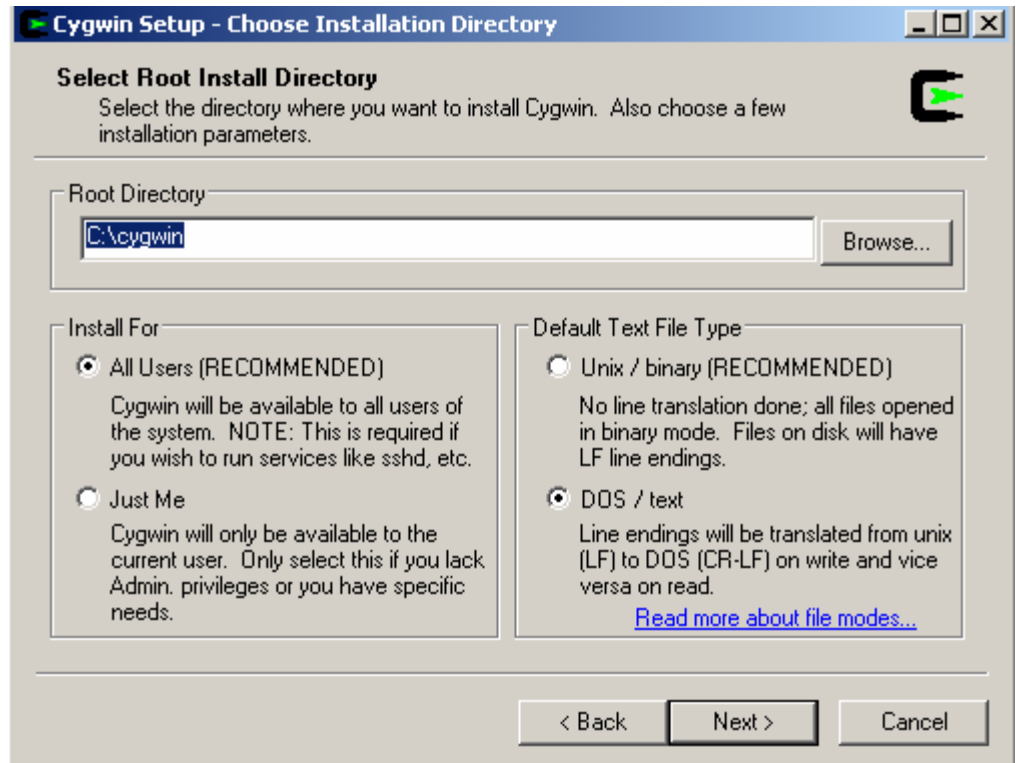 Cygwin Setup - Choose Installation Directory
Select Root Install Directory
Select the directory where you want to install Cygwin. Also choose a few
installation parameters.
Root Directory
C:\cygwin
Browse...
Install For
All Users (RECOMMENDED)
Cygwin will be available to all users of
the system. NOTE: This is required if
you wish to run services like sshd, etc.
Just Me
Cygwin will only be available to the
current user. Only select this if you lack
Admin. privileges or you have specific
needs.
Default Text File Type
Unix / binary (RECOMMENDED)
No line translation done; all files opened
in binary mode. Files on disk will have
LF line endings.
DOS / text
Line endings will be translated from unix
(LF) to DOS (CR-LF) on write and vice
versa on read.
Read more about file modes...
< Back
Next >
Cancel